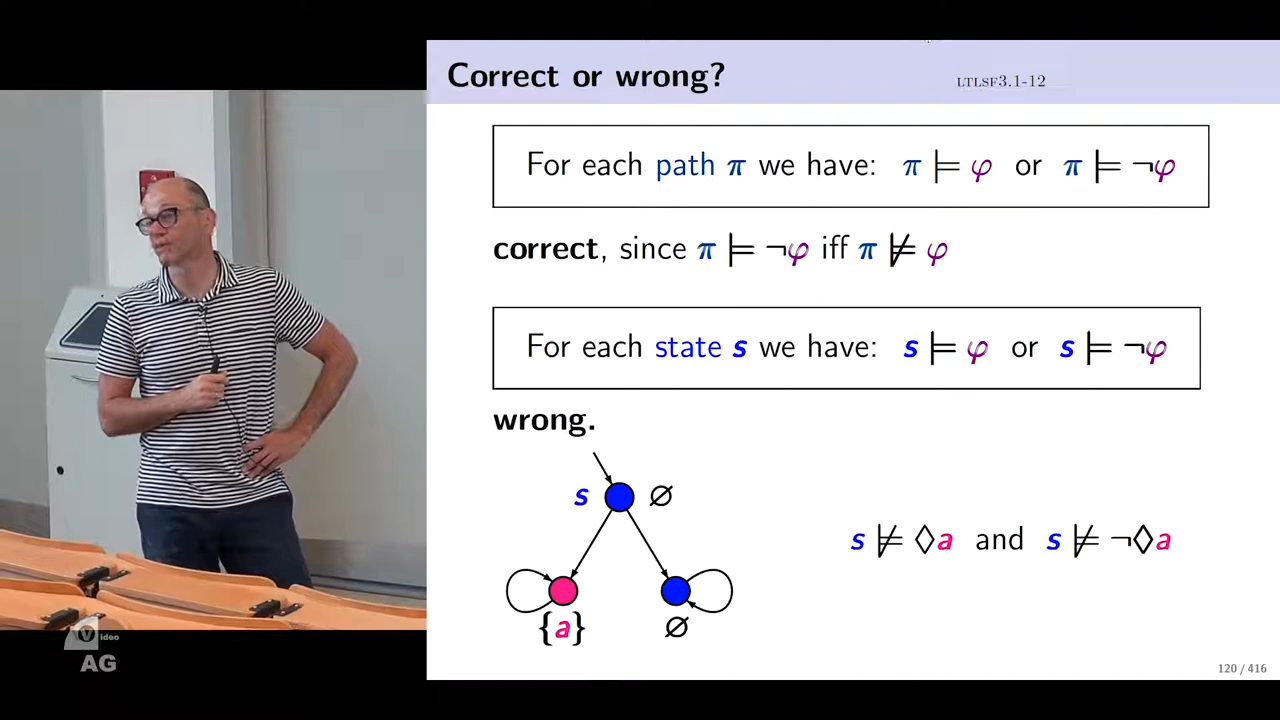 Correct or wrong?
LTLSF3.1-12
For each path π we have: π ⊨ φ or π ⊨ ¬φ
correct, since π ⊨ ¬φ iff π ⊭ φ
For each state s we have: s ⊨ φ or s ⊨ ¬φ
wrong.
s ∅
s ⊭ ◊a and s ⊭ ¬◊a
{a} ∅
Video
AG
120 / 416